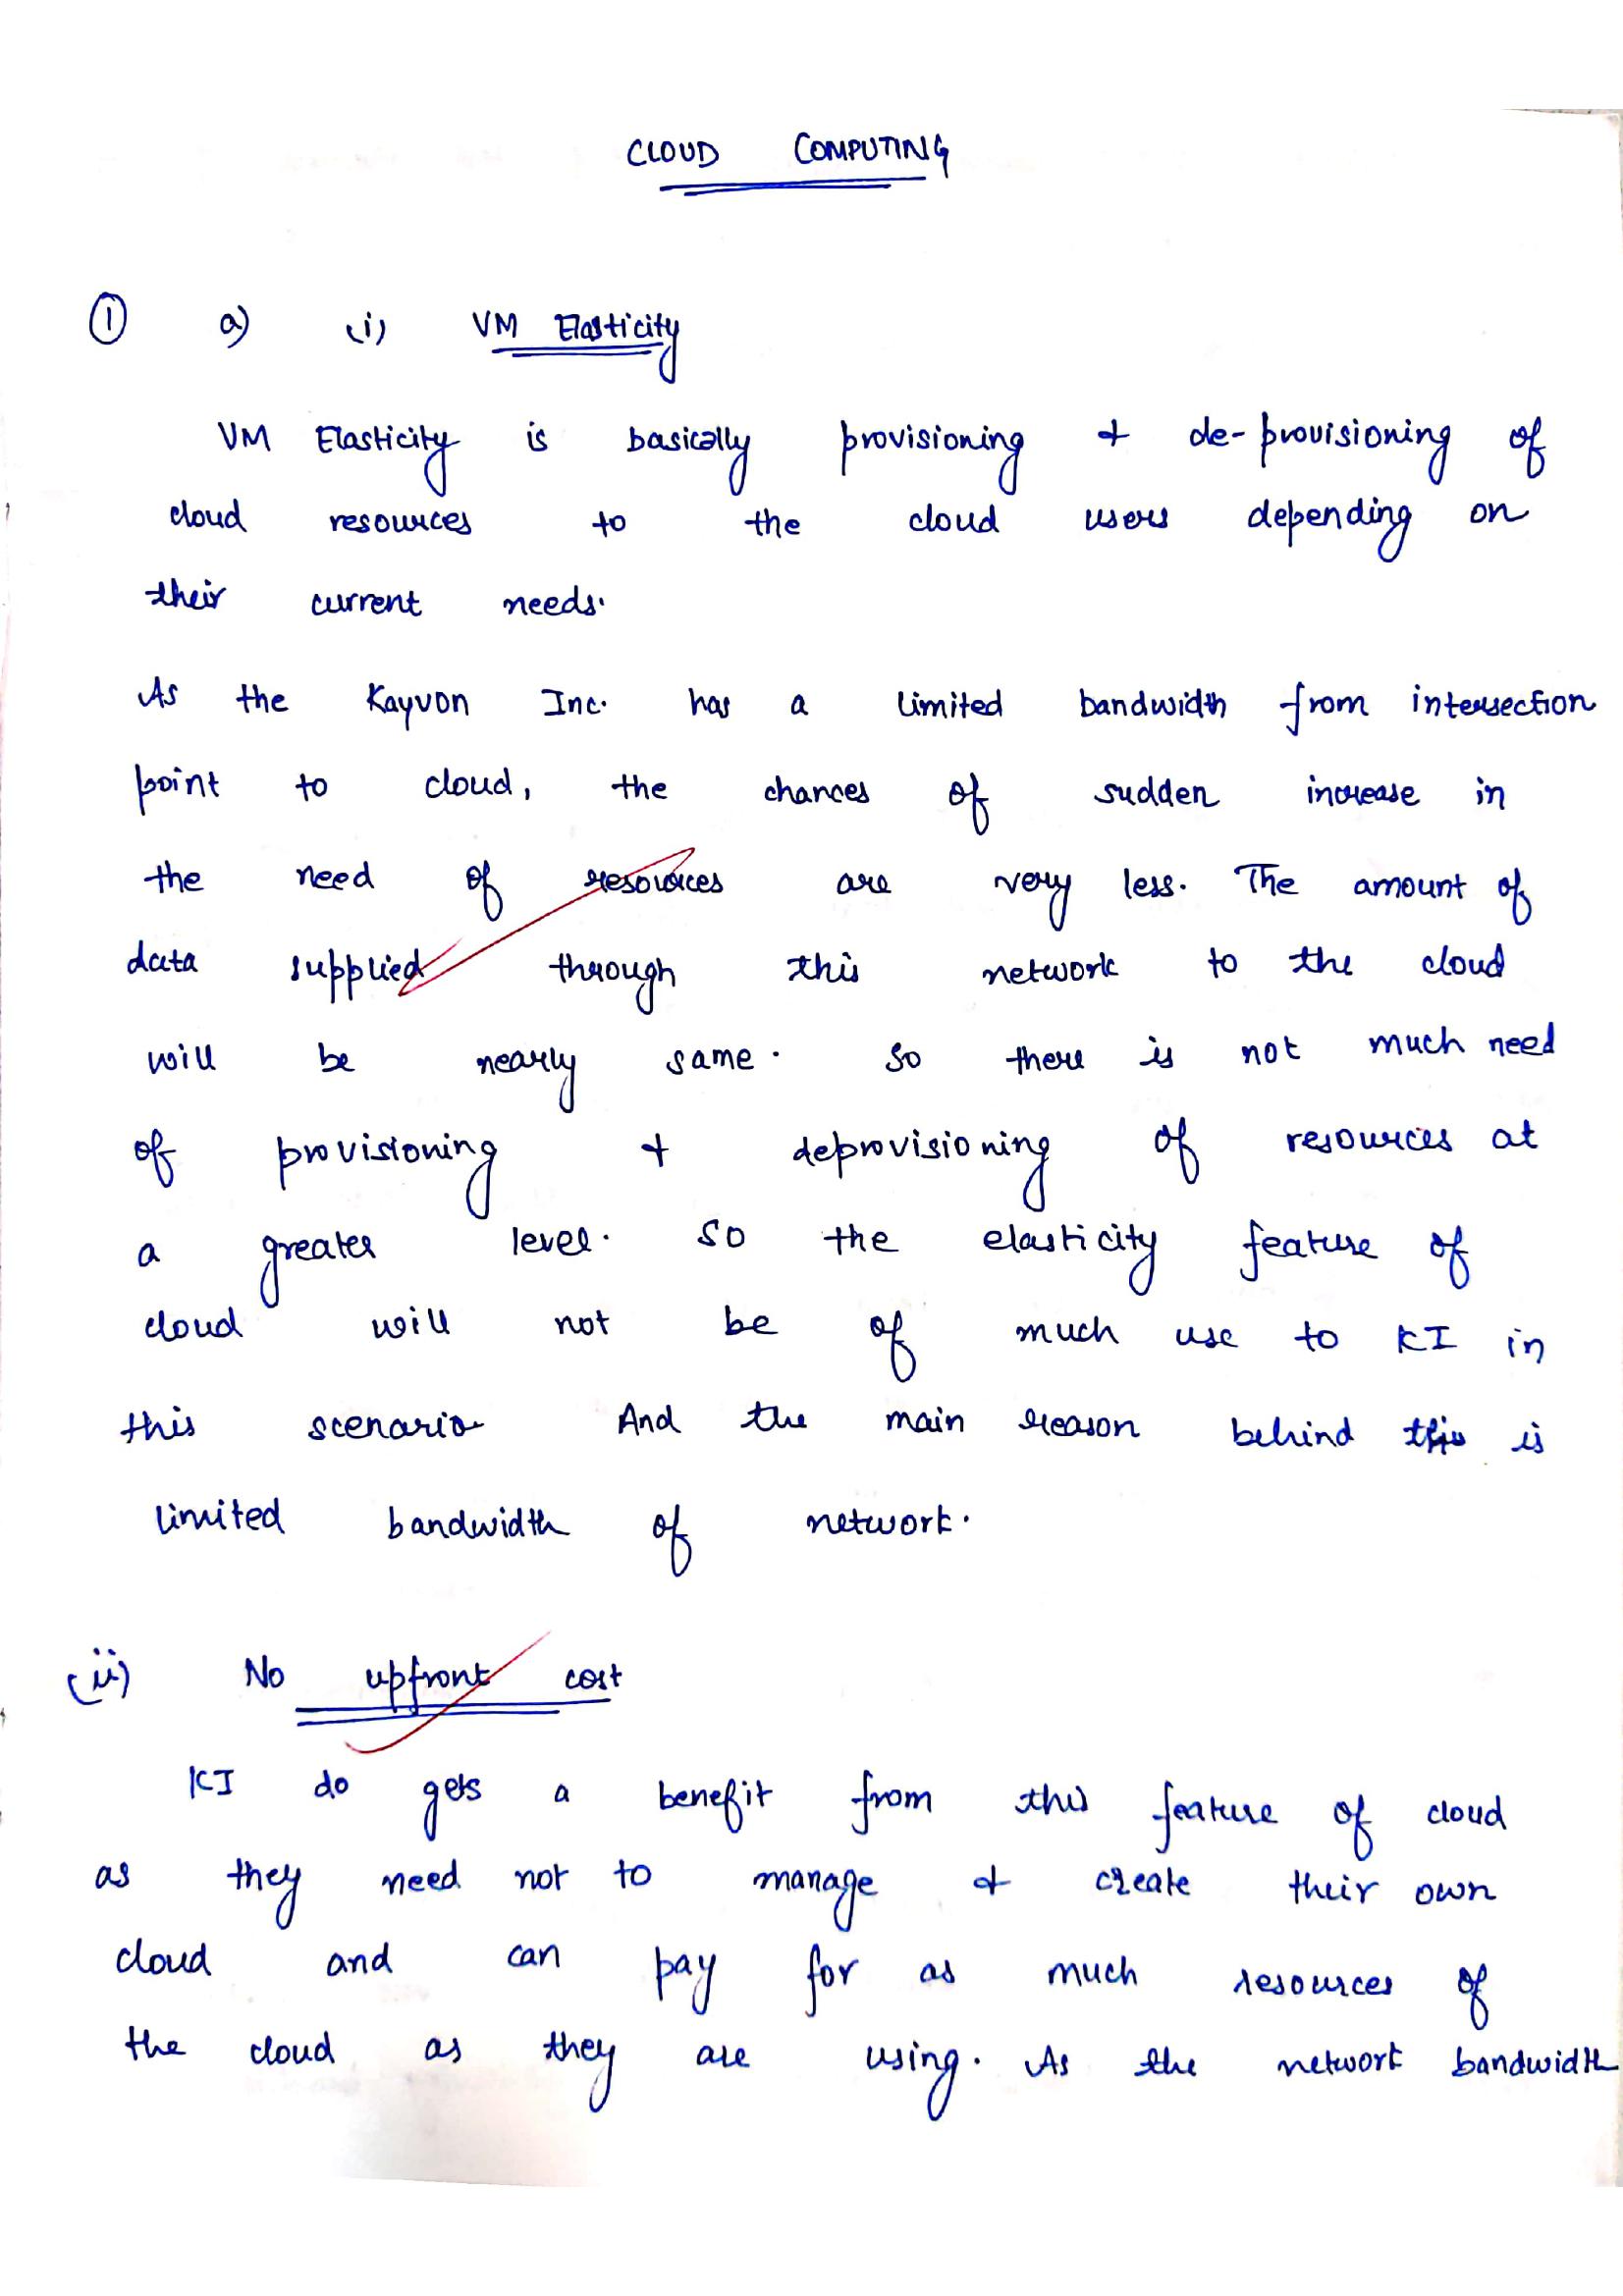 CLOUD COMPUTING
① a) (i) VM Elasticity
VM Elasticity is basically provisioning & de-provisioning of
cloud resources to the cloud users depending on
their current needs.
As the Kayvon Inc. has a limited bandwidth from intersection
point to cloud, the chances of sudden increase in
the need of resources are very less. The amount of
data supplied through this network to the cloud
will be nearly same. So there is not much need
of provisioning & deprovisioning of resources at
a greater level. So the elasticity feature of
cloud will not be of much use to KI in
this scenario And the main reason behind this is
limited bandwidth of network.
(ii) No upfront cost
KI do gets a benefit from this feature of cloud
as they need not to manage & create their own
cloud and can pay for as much resources of
the cloud as they are using. As the network bandwidth